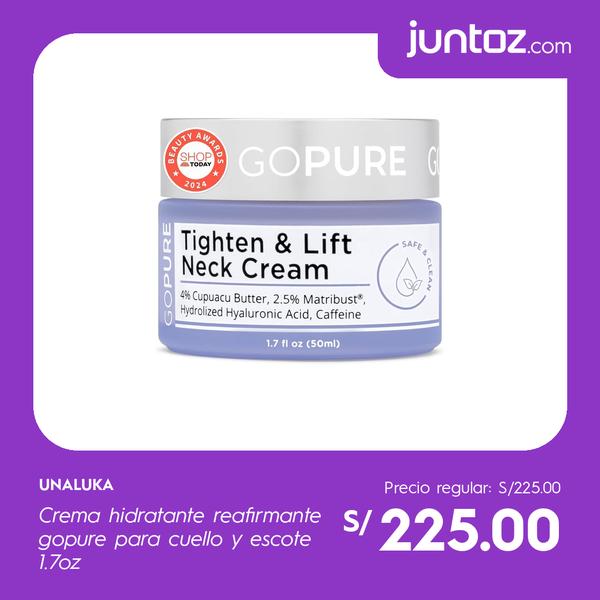 juntoz.com
BEAUTY AWARDS
SHOP
TODAY
2024
GOPURE
GO
GOPURE
Tighten & Lift
Neck Cream
SAFE & CLEAN
4% Cupuacu Butter, 2.5% Matribust®,
Hydrolized Hyaluronic Acid, Caffeine
1.7 fl oz (50ml)
UNALUKA
Crema hidratante reafirmante
gopure para cuello y escote
1.7oz
Precio regular: S/225.00
S/ 225.00